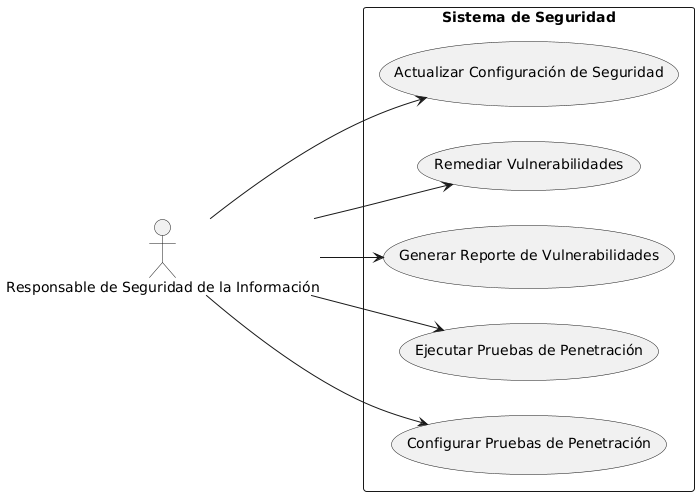 Sistema de Seguridad
Actualizar Configuración de Seguridad
Remediar Vulnerabilidades
Generar Reporte de Vulnerabilidades
Responsable de Seguridad de la Información
Ejecutar Pruebas de Penetración
Configurar Pruebas de Penetración